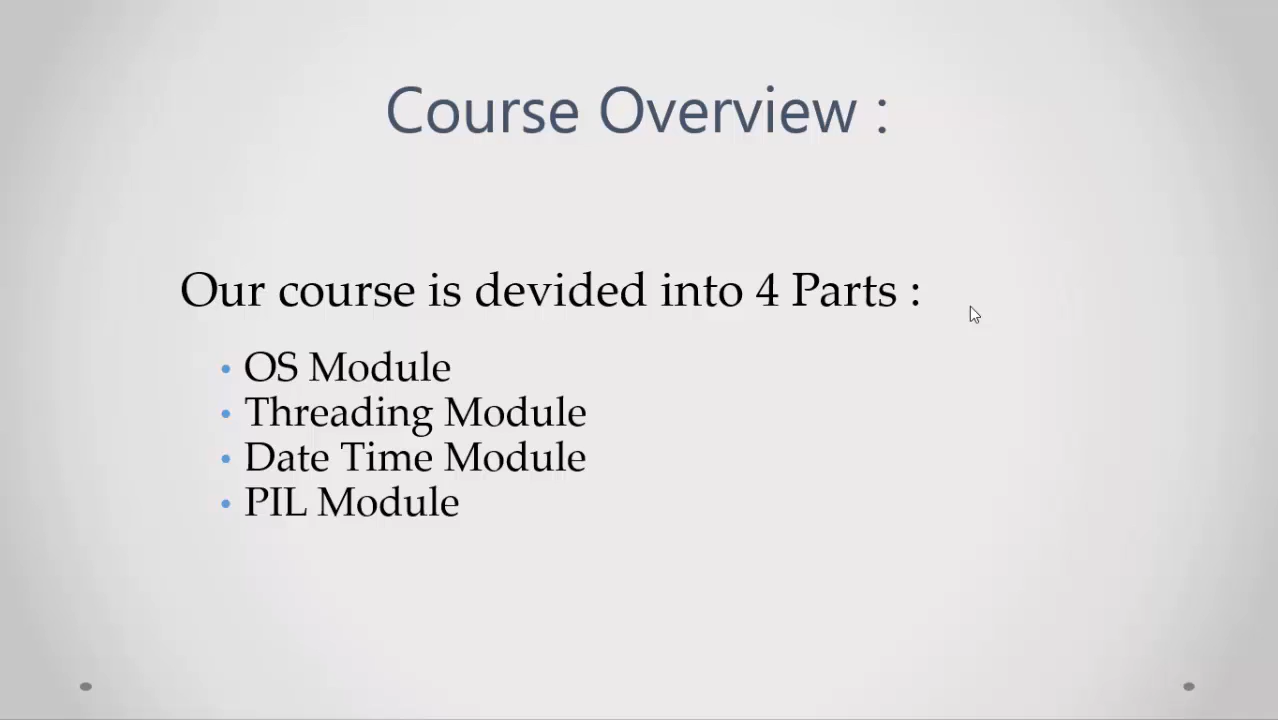 Course Overview :
Our course is devided into 4 Parts :
• OS Module
• Threading Module
• Date Time Module
• PIL Module